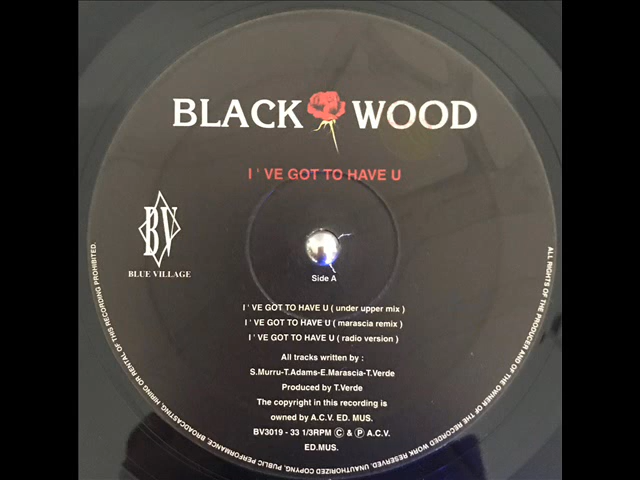 BLACK WOOD
I ' VE GOT TO HAVE U
BV
BLUE VILLAGE
Side A
I ' VE GOT TO HAVE U ( under upper mix )
I ' VE GOT TO HAVE U ( marascia remix )
I ' VE GOT TO HAVE U ( radio version )
All tracks written by :
S.Murru-T.Adams-E.Marascia-T.Verde
Produced by T.Verde
The copyright in this recording is
owned by A.C.V. ED. MUS.
BV3019 - 33 1/3RPM © & ℗ A.C.V.
ED.MUS.
ALL RIGHTS OF THE PRODUCER AND OF THE OWNER OF THE RECORDED WORK RESERVED. UNAUTHORIZED COPYNG, PUBLIC PERFORMANCE, BROADCASTING, HIRING OR RENTAL OF THIS RECORDING PROHIBITED.